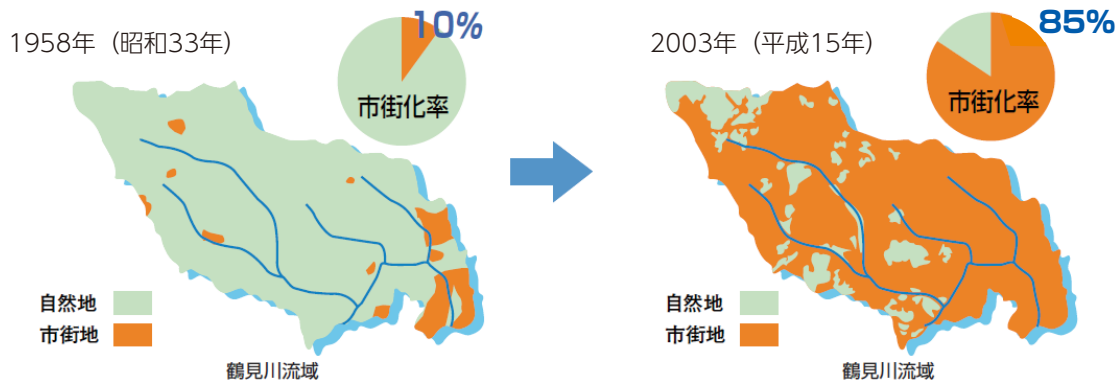 1958年（昭和33年）
10%
市街化率
自然地
市街地
鶴見川流域
2003年（平成15年）
85%
市街化率
自然地
市街地
鶴見川流域